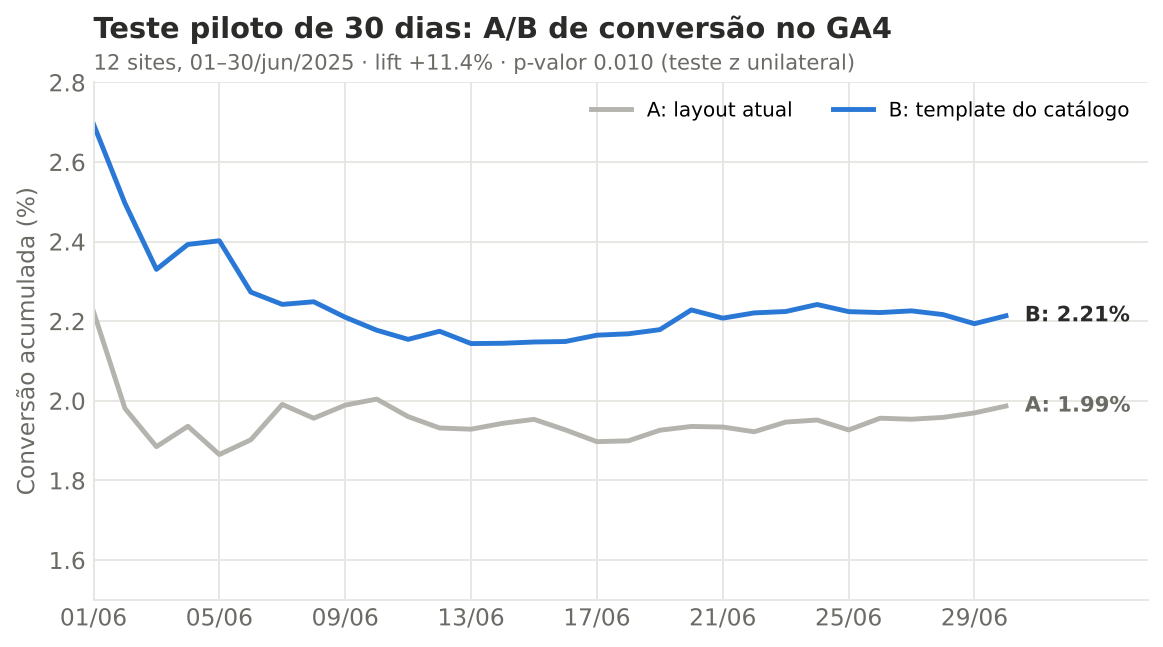 Teste piloto de 30 dias: A/B de conversão no GA4
12 sites, 01–30/jun/2025 · lift +11.4% · p-valor 0.010 (teste z unilateral)
A: layout atual
B: template do catálogo
Conversão acumulada (%)
2.8
2.6
2.4
2.2
2.0
1.8
1.6
B: 2.21%
A: 1.99%
01/06 05/06 09/06 13/06 17/06 21/06 25/06 29/06